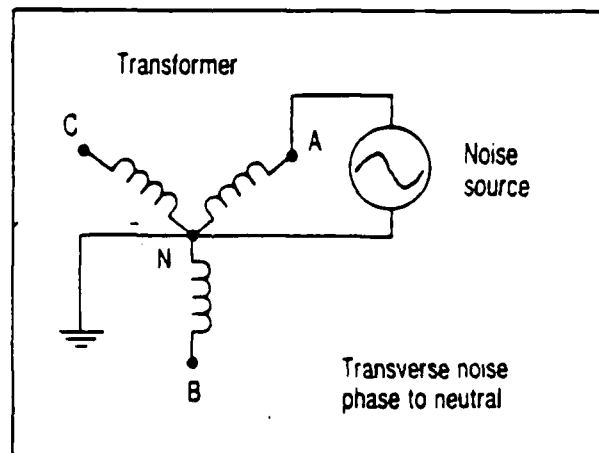 Transformer
C
A
Noise
source
N
B
Transverse noise
phase to neutral